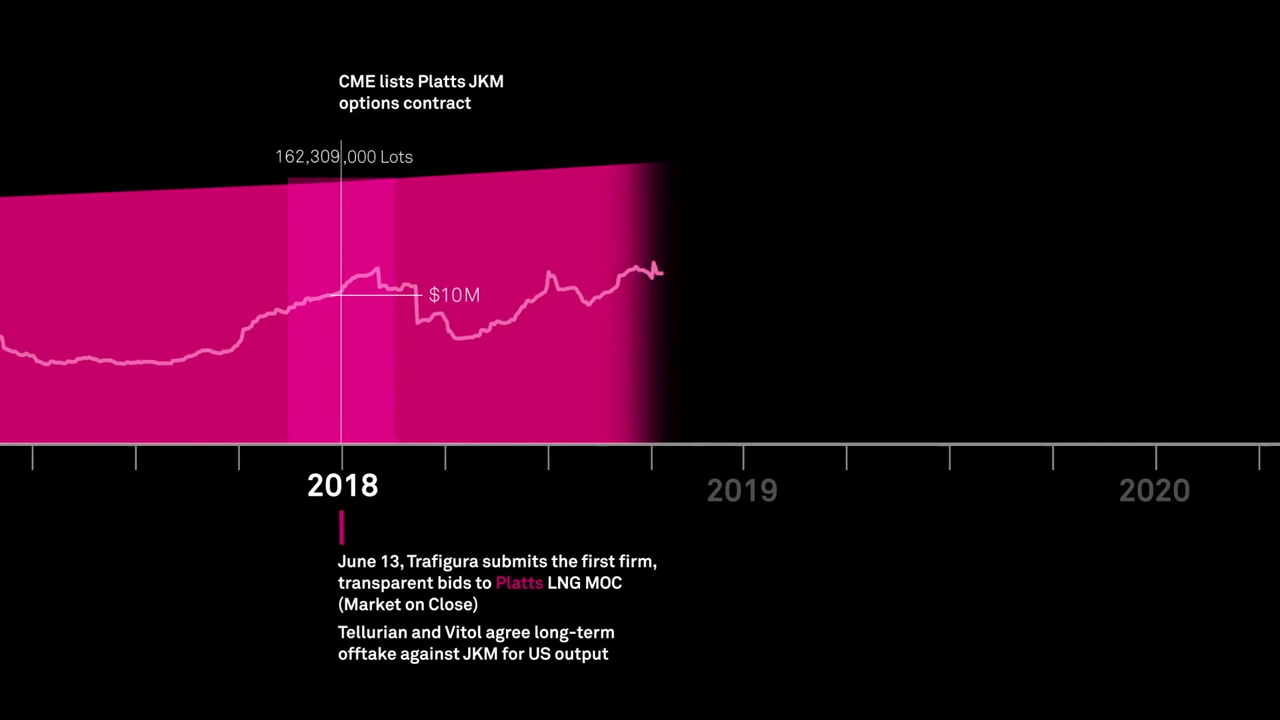 CME lists Platts JKM
options contract
162,309,000 Lots
$10M
2018
2019
2020
June 13, Trafigura submits the first firm,
transparent bids to Platts LNG MOC
(Market on Close)
Tellurian and Vitol agree long-term
offtake against JKM for US output